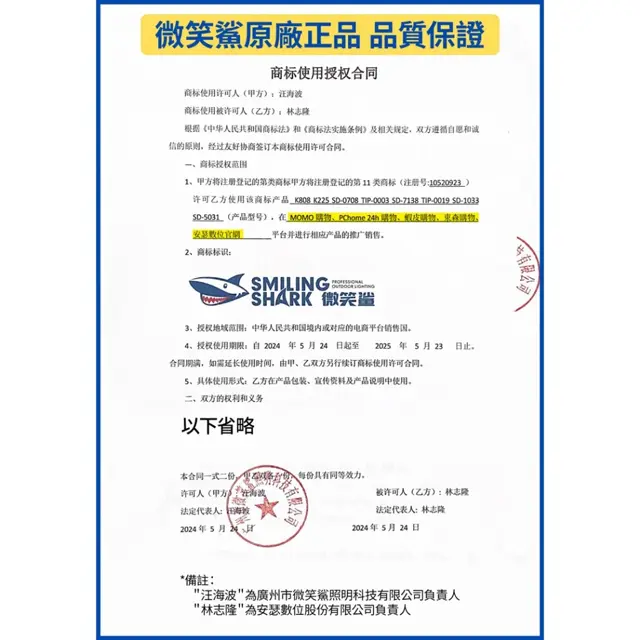 微笑鯊原廠正品 品質保證
商标使用授权合同
商标使用许可人（甲方）：汪海波
商标使用被许可人（乙方）：林志隆
根据《中华人民共和国商标法》和《商标法实施条例》及相关规定，双方遵循自愿和诚
信的原则，经过友好协商签订本商标使用许可合同。
一、商标授权范围
1、甲方将注册登记的第类商标甲方将注册登记的第 11 类商标（注册号:10520923 ）
许可乙方使用该商标产品 K808 K225 SD-0708 TIP-0003 SD-7138 TIP-0019 SD-1033
SD-5031 （产品型号），在 MOMO 購物、PChome 24h 購物、蝦皮購物、東森購物、
安瑟數位官網 平台并进行相应产品的推广销售。
2、商标标识：
SMILING PROFESSIONAL OUTDOOR LIGHTING
SHARK 微笑鯊
3、授权地域范围：中华人民共和国境内或对应的电商平台销售国。
4、授权使用期限：自 2024 年 5 月 24 日起至 2025 年 5 月 23 日止。
合同期满，如需延长使用时间，由甲、乙双方另行续订商标使用许可合同。
5、具体使用形式：乙方在产品包装、宣传资料及产品说明中使用。
二、双方的权利和义务
以下省略
本合同一式二份，甲乙双各一份，每份具有同等效力。
许可人（甲方）：汪海波 被许可人（乙方）：林志隆
法定代表人：汪海波 法定代表人：林志隆
2024 年 5 月 24 日 2024 年 5 月 24 日
*備註：
"汪海波"為廣州市微笑鯊照明科技有限公司負責人
"林志隆"為安瑟數位股份有限公司負責人